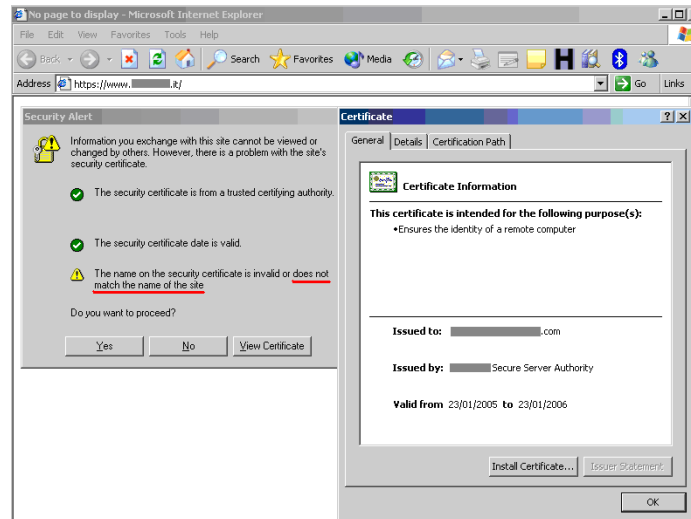 No page to display - Microsoft Internet Explorer
File Edit View Favorites Tools Help
Back Search Favorites Media
Address https://www. .it/ Go Links
Security Alert
Information you exchange with this site cannot be viewed or
changed by others. However, there is a problem with the site's
security certificate.
The security certificate is from a trusted certifying authority.
The security certificate date is valid.
The name on the security certificate is invalid or does not
match the name of the site
Do you want to proceed?
Yes No View Certificate
Certificate
General Details Certification Path
Certificate Information
This certificate is intended for the following purpose(s):
•Ensures the identity of a remote computer
Issued to: .com
Issued by: Secure Server Authority
Valid from 23/01/2005 to 23/01/2006
Install Certificate... Issuer Statement
OK